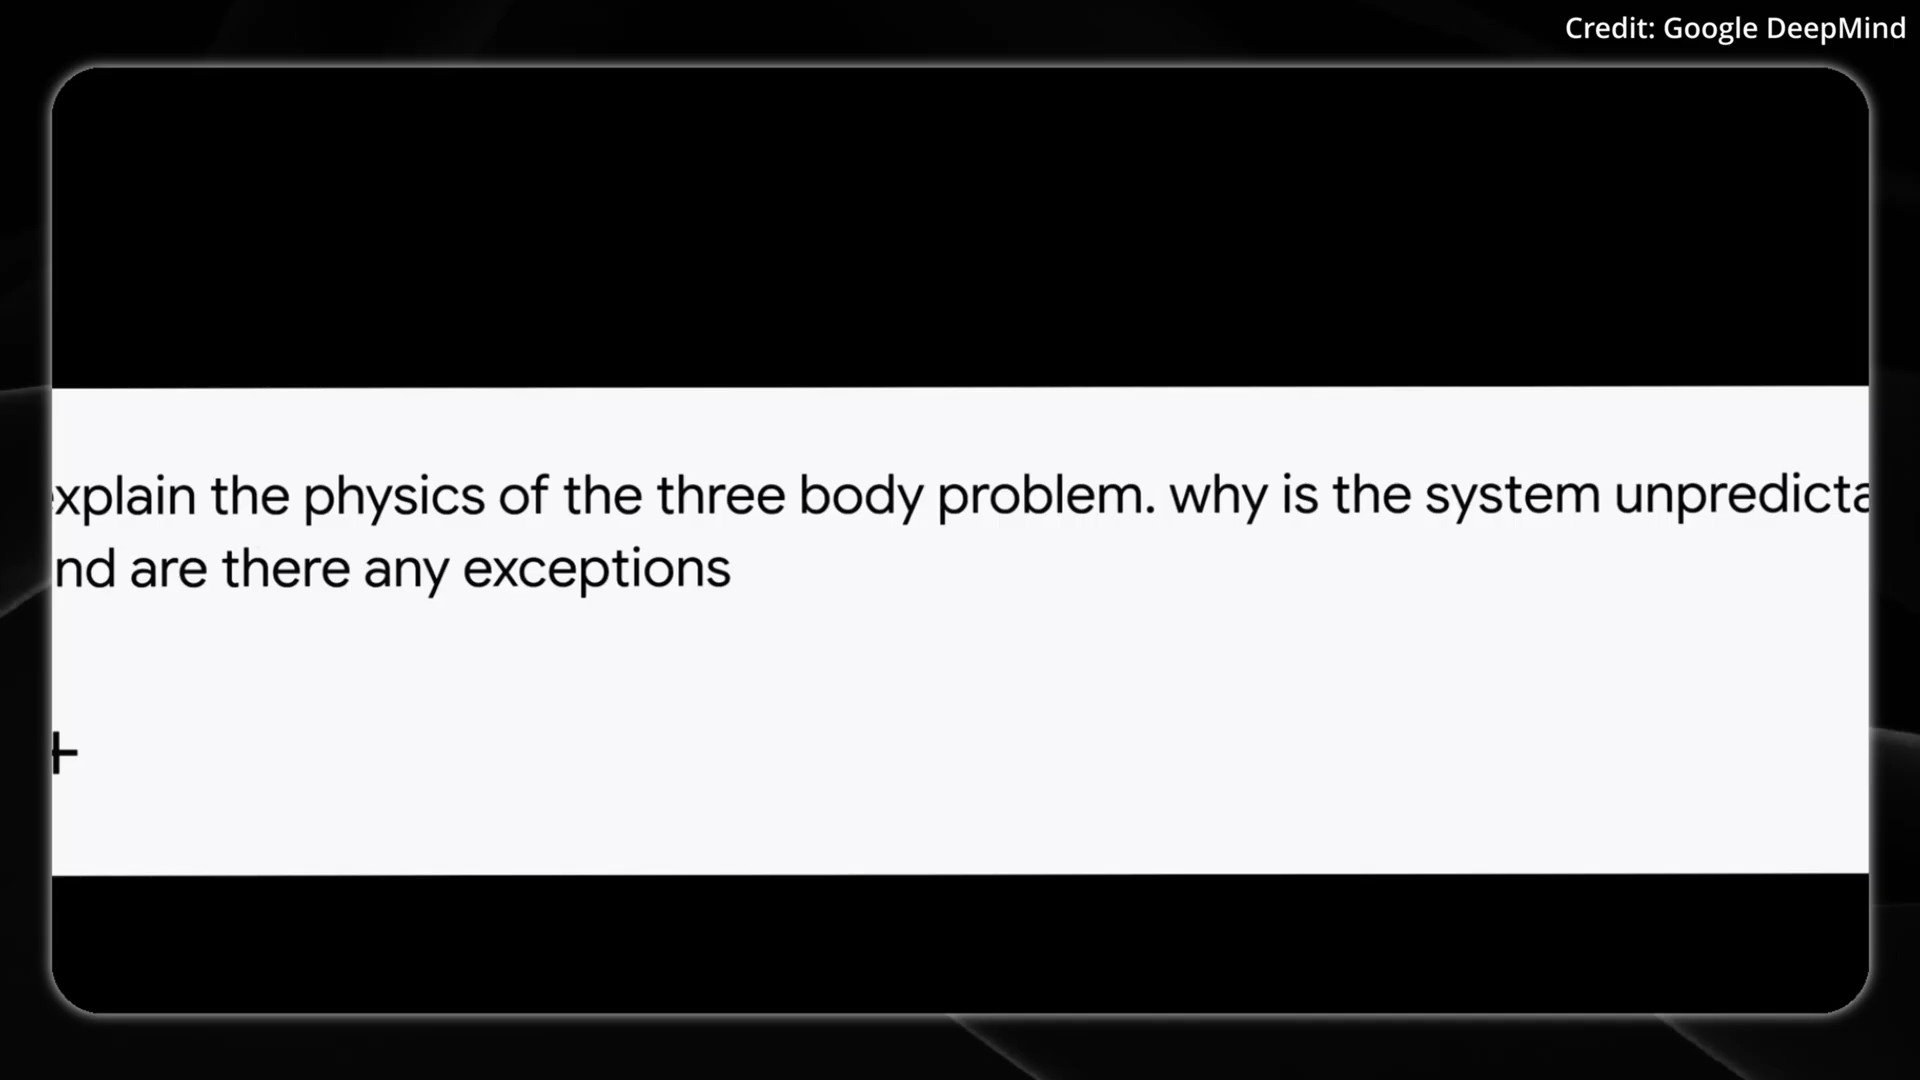 Credit: Google DeepMind
xplain the physics of the three body problem. why is the system unpredicta
nd are there any exceptions
+